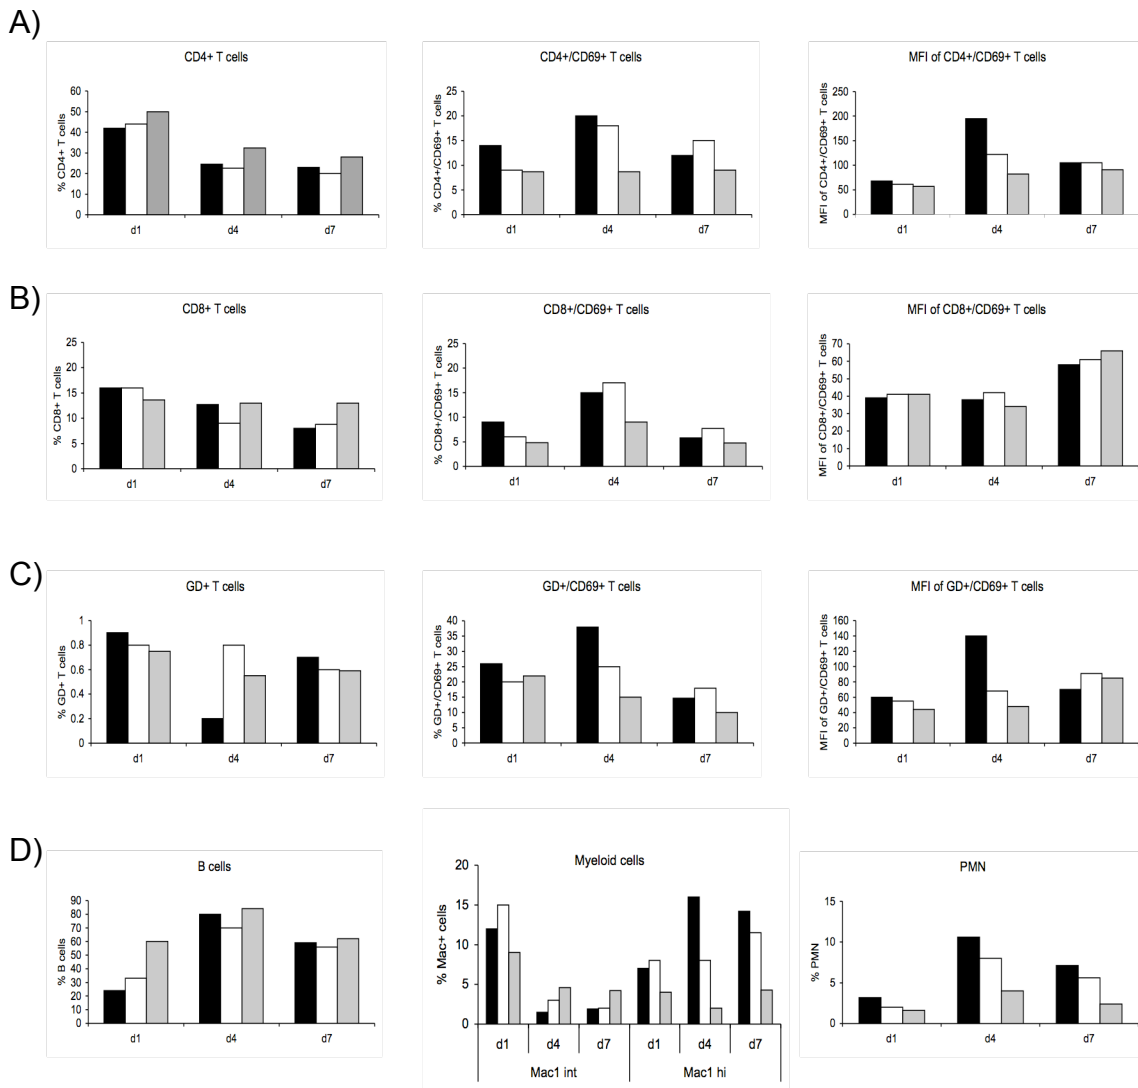 A)
CD4+ T cells
% CD4+ T cells
60
50
40
30
20
10
0
d1 d4 d7
CD4+/CD69+ T cells
% CD4+/CD69+ T cells
25
20
15
10
5
0
d1 d4 d7
MFI of CD4+/CD69+ T cells
MFI of CD4+/CD69+ T cells
250
200
150
100
50
0
d1 d4 d7
B)
CD8+ T cells
% CD8+ T cells
25
20
15
10
5
0
d1 d4 d7
CD8+/CD69+ T cells
% CD8+/CD69+ T cells
25
20
15
10
5
0
d1 d4 d7
MFI of CD8+/CD69+ T cells
MFI of CD8+/CD69+ T cells
70
60
50
40
30
20
10
0
d1 d4 d7
C)
GD+ T cells
% GD+ T cells
1
0.8
0.6
0.4
0.2
0
d1 d4 d7
GD+/CD69+ T cells
% GD+/CD69+ T cells
40
35
30
25
20
15
10
5
0
d1 d4 d7
MFI of GD+/CD69+ T cells
MFI of GD+/CD69+ T cells
160
140
120
100
80
60
40
20
0
d1 d4 d7
D)
B cells
% B cells
90
80
70
60
50
40
30
20
10
0
d1 d4 d7
Myeloid cells
% Mac+ cells
20
15
10
5
0
d1 d4 d7 d1 d4 d7
Mac1 int Mac1 hi
PMN
% PMN
15
10
5
0
d1 d4 d7